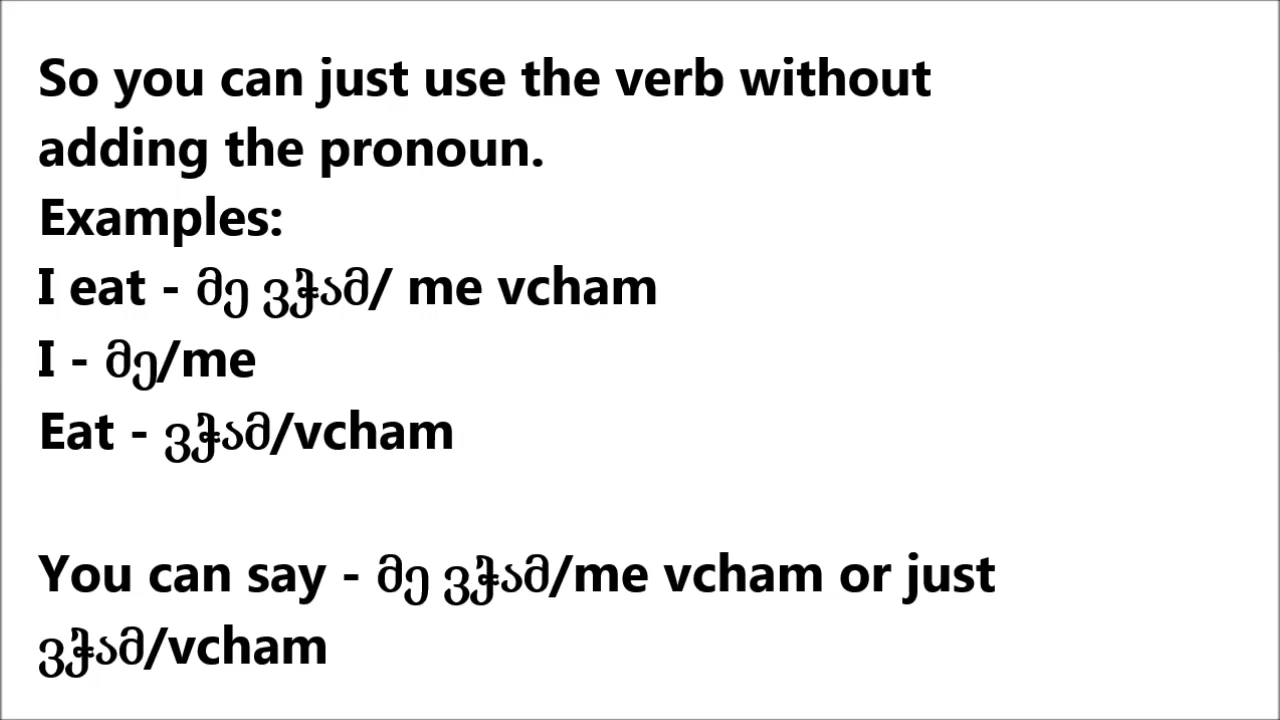 So you can just use the verb without
adding the pronoun.
Examples:
I eat - მე ვჭამ/ me vcham
I - მე/me
Eat - ვჭამ/vcham
You can say - მე ვჭამ/me vcham or just
ვჭამ/vcham